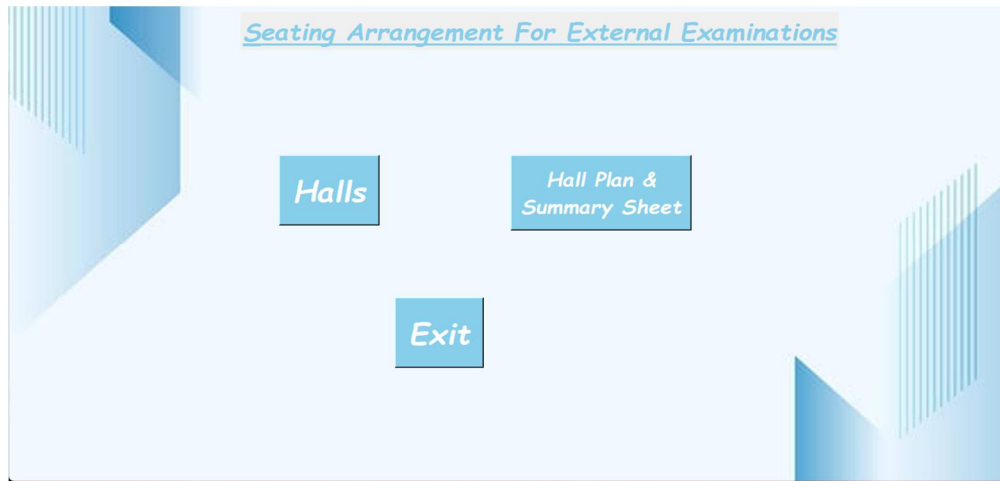 Seating Arrangement For External Examinations
Halls
Hall Plan &
Summary Sheet
Exit